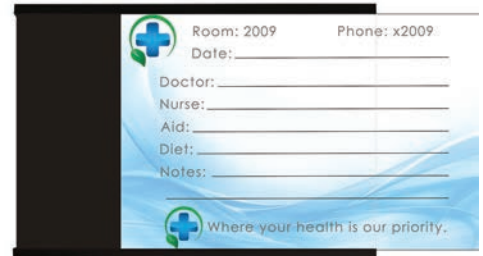 Room: 2009 Phone: x2009
Date:
Doctor:
Nurse:
Aid:
Diet:
Notes:
Where your health is our priority.